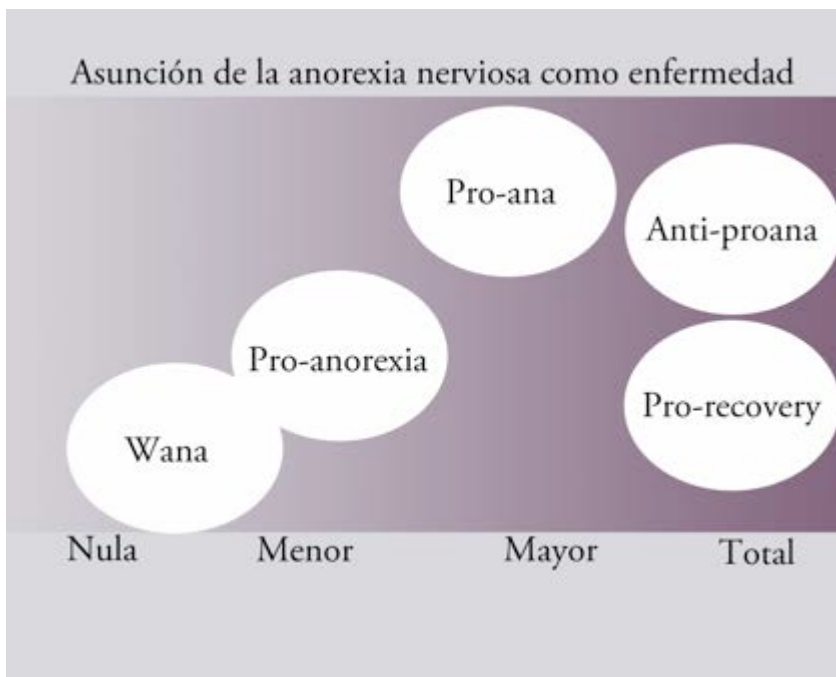 Asunción de la anorexia nerviosa como enfermedad
Pro-ana
Anti-proana
Pro-anorexia
Pro-recovery
Wana
Nula
Menor
Mayor
Total